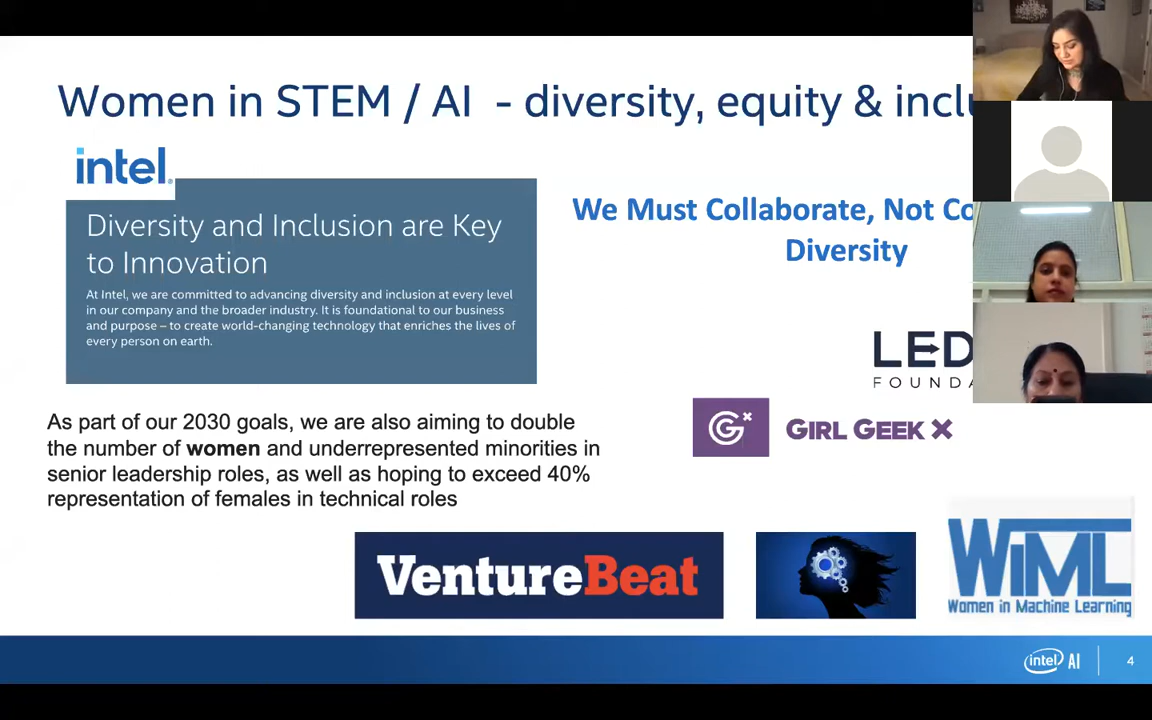 Women in STEM / AI - diversity, equity &
intel
Diversity and Inclusion are Key
to Innovation
At Intel, we are committed to advancing diversity and inclusion at every level
in our company and the broader industry. It is foundational to our business
and purpose – to create world-changing technology that enriches the lives of
every person on earth.
We Must Collaborate, Not
Diversity
As part of our 2030 goals, we are also aiming to double
the number of women and underrepresented minorities in
senior leadership roles, as well as hoping to exceed 40%
representation of females in technical roles
LED
GIRL GEEK X
VentureBeat
WiML
Women in Machine Learning
intel AI
4